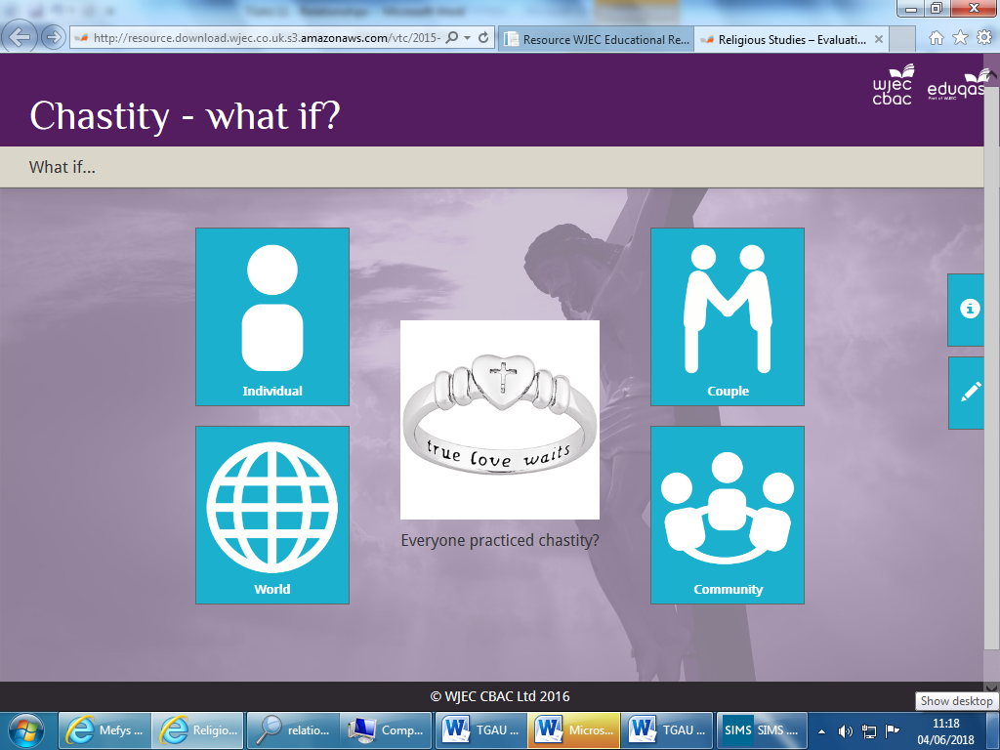 http://resource.download.wjec.co.uk.s3.amazonaws.com/vtc/2015-
Resource WJEC Educational Re...
Religious Studies – Evaluati...
wjec
cbac
eduqas
Part of WJEC
Chastity - what if?
What if...
Individual
Couple
true love waits
Everyone practiced chastity?
World
Community
© WJEC CBAC Ltd 2016
Show desktop
Mefys ...
Religio...
relatio...
Comp...
TGAU ...
Micros...
TGAU ...
SIMS
SIMS ...
11:18
04/06/2018